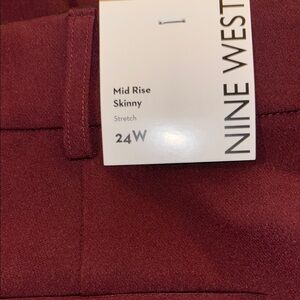 Mid Rise
Skinny
Stretch
24W
NINE WEST